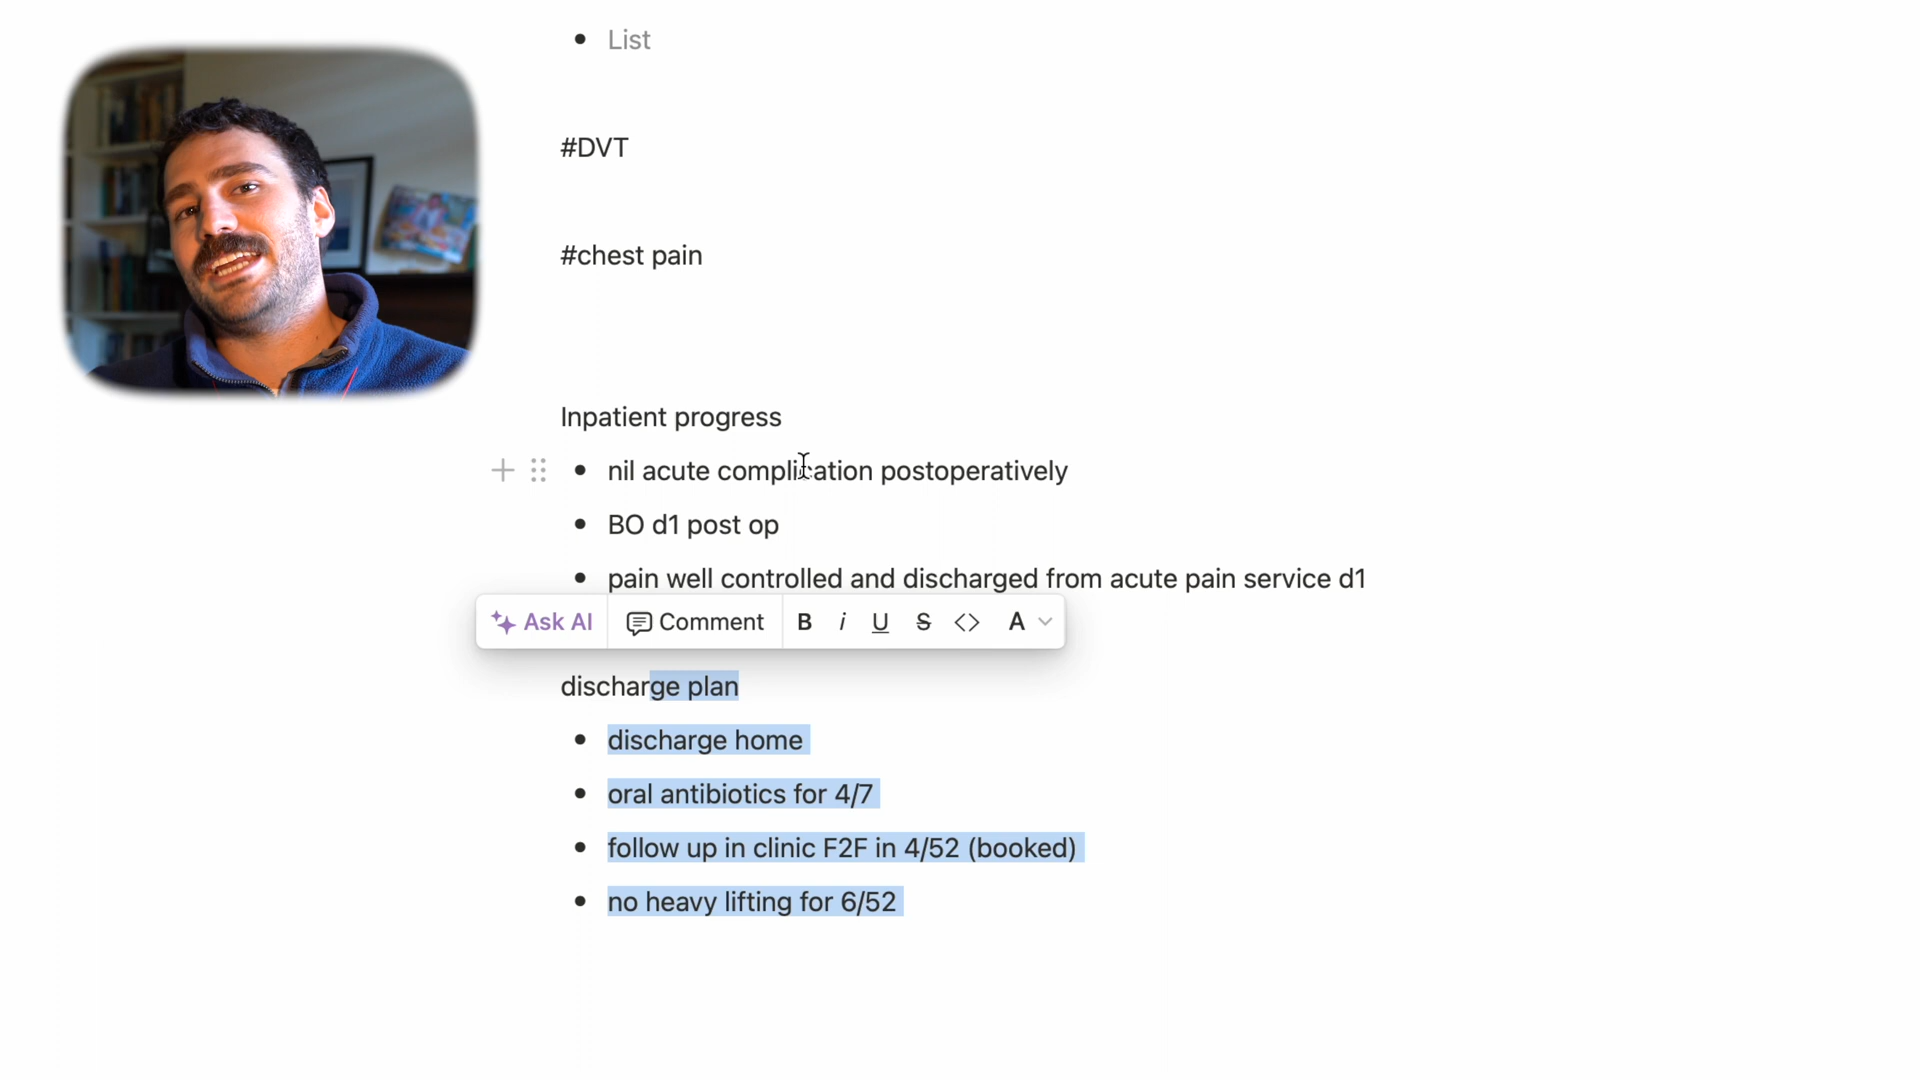 List
#DVT
#chest pain
Inpatient progress
nil acute complication postoperatively
BO d1 post op
pain well controlled and discharged from acute pain service d1
Ask AI Comment B i U S <> A
discharge plan
discharge home
oral antibiotics for 4/7
follow up in clinic F2F in 4/52 (booked)
no heavy lifting for 6/52